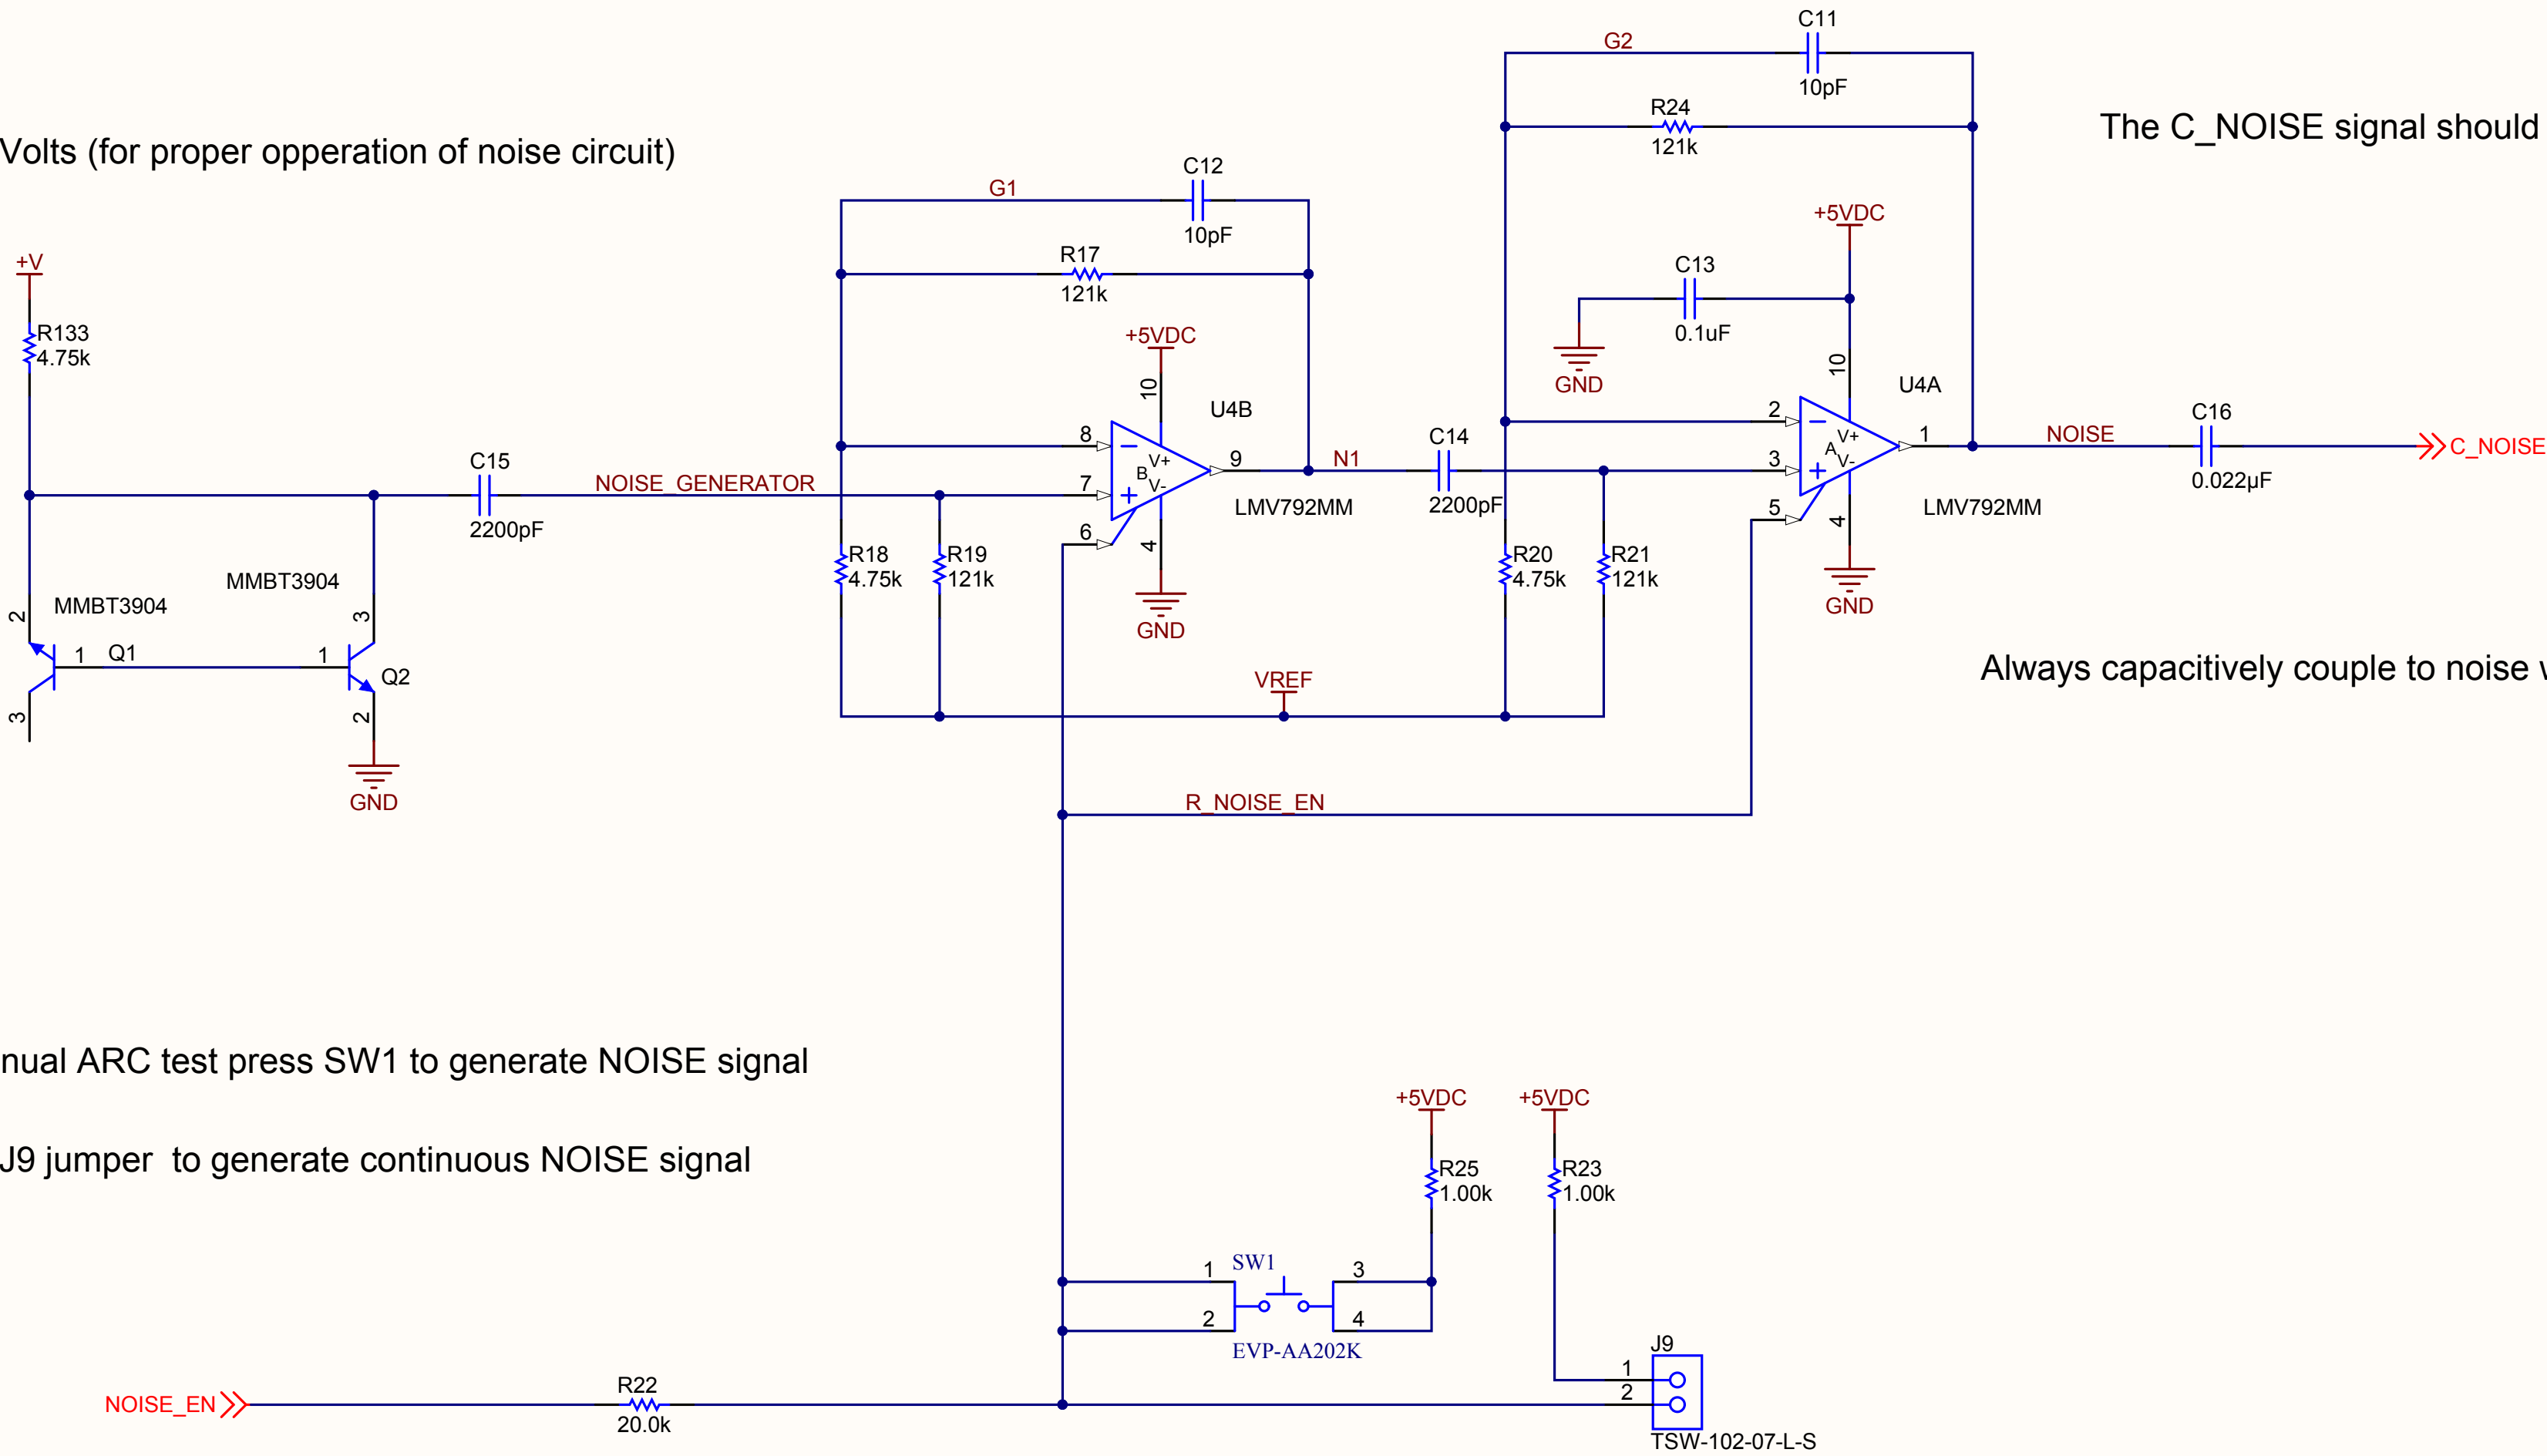 C11
G2
10pF
R24
121k
The C_NOISE signal should
Volts (for proper opperation of noise circuit)
C12
G1
10pF
+5VDC
R17
121k
+V
C13
0.1uF
R133
4.75k
+5VDC
10
GND
10
U4A
U4B
C15
NOISE_GENERATOR
2200pF
8
7
6
V+
B
V-
9
N1
LMV792MM
4
GND
C14
2200pF
2
3
5
V+
A
V-
1
NOISE
C16
0.022µF
C_NOISE
LMV792MM
4
GND
MMBT3904
MMBT3904
2
3
1
Q1
1
Q2
3
2
GND
R18
4.75k
R19
121k
R20
4.75k
R21
121k
VREF
Always capacitively couple to noise w
R_NOISE_EN
nual ARC test press SW1 to generate NOISE signal
J9 jumper  to generate continuous NOISE signal
+5VDC
+5VDC
R25
1.00k
R23
1.00k
SW1
1
3
2
4
EVP-AA202K
J9
1
2
TSW-102-07-L-S
NOISE_EN
R22
20.0k